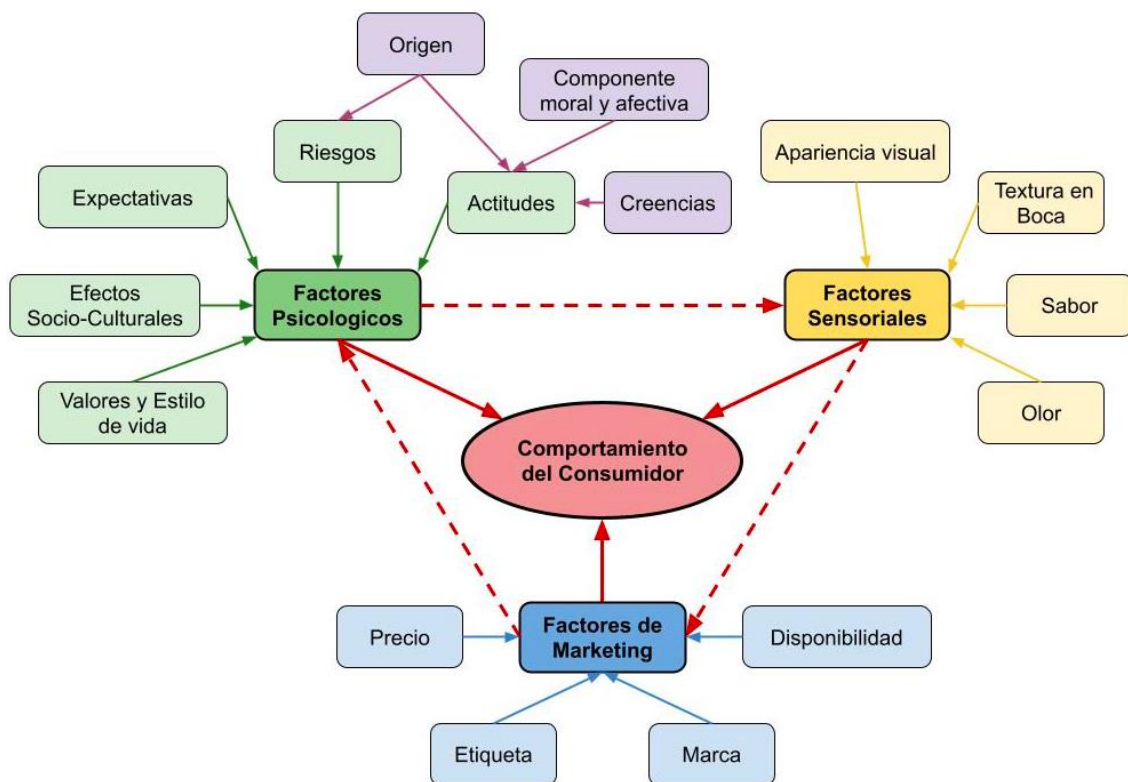 Origen
Componente
moral y afectiva
Riesgos
Apariencia visual
Expectativas
Actitudes
Creencias
Textura en
Boca
Efectos
Socio-Culturales
Factores
Psicologicos
Factores
Sensoriales
Sabor
Valores y Estilo
de vida
Olor
Comportamiento
del Consumidor
Precio
Factores de
Marketing
Disponibilidad
Etiqueta
Marca